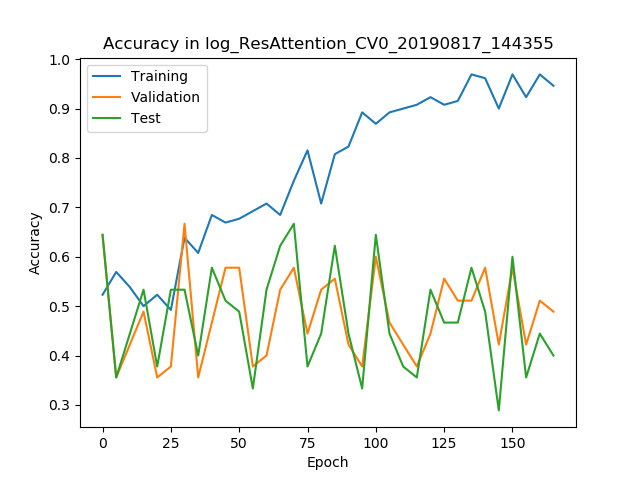 Accuracy in log_ResAttention_CV0_20190817_144355
Training
Validation
Test
1.0
0.9
0.8
0.7
0.6
0.5
0.4
0.3
Accuracy
0 25 50 75 100 125 150
Epoch